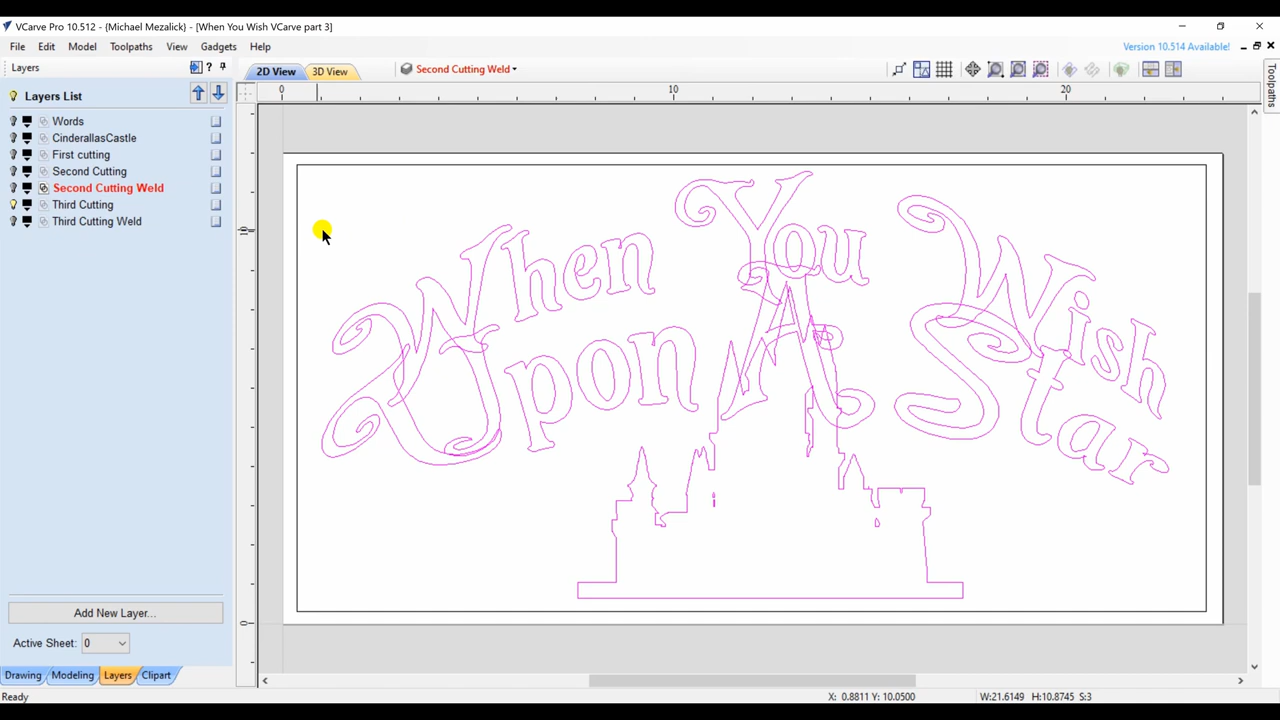 VCarve Pro 10.512 - {Michael Mezalick} - [When You Wish VCarve part 3]
File Edit Model Toolpaths View Gadgets Help
Version 10.514 Available!
Layers
2D View 3D View
Second Cutting Weld
Toolpaths
Layers List
0 10 20
Words
CinderallasCastle
First cutting
Second Cutting
Second Cutting Weld
Third Cutting
Third Cutting Weld
10
0
When You Wish
Upon A Star
Add New Layer...
Active Sheet: 0
Drawing Modeling Layers Clipart
Ready
X: 0.8811 Y: 10.0500
W:21.6149 H:10.8745 S:3